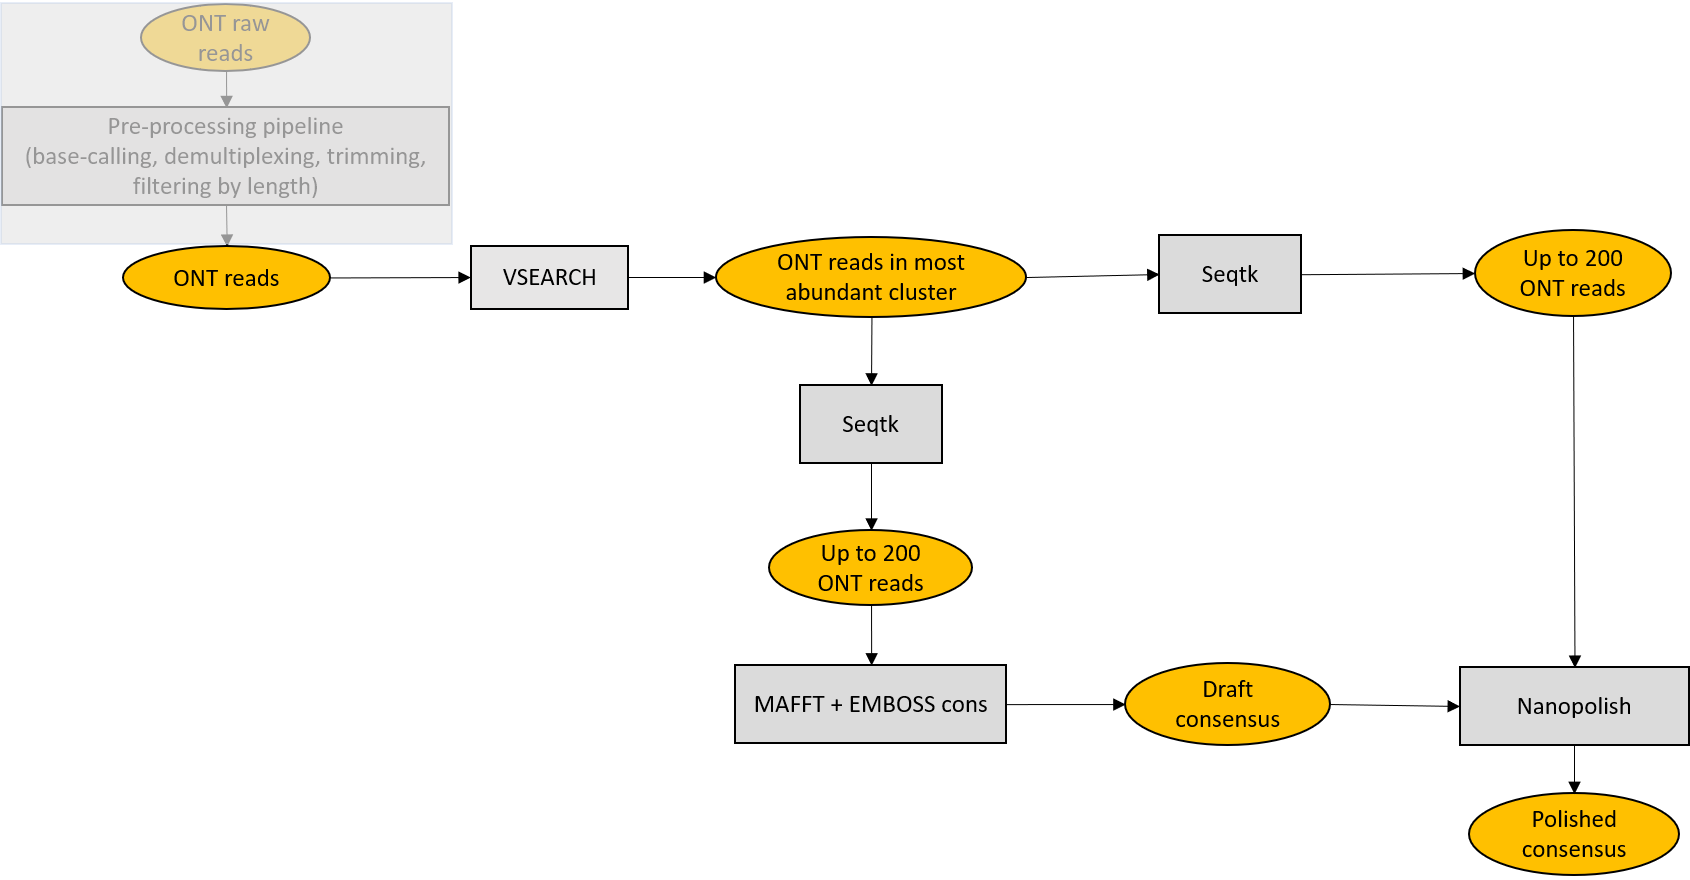 ONT raw
reads
Pre-processing pipeline
(base-calling, demultiplexing, trimming,
filtering by length)
ONT reads
VSEARCH
ONT reads in most
abundant cluster
Seqtk
Up to 200
ONT reads
Seqtk
Up to 200
ONT reads
MAFFT + EMBOSS cons
Draft
consensus
Nanopolish
Polished
consensus